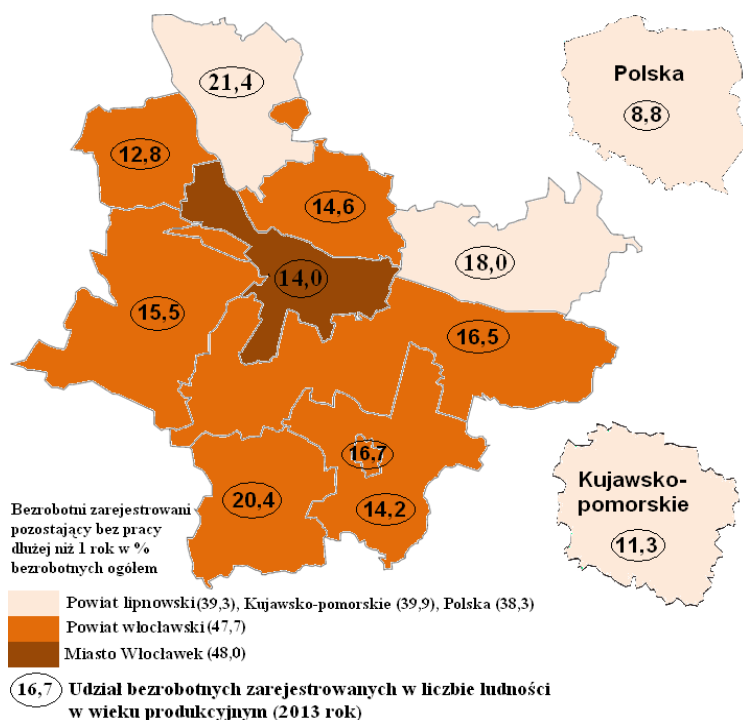 21,4
Polska
8,8
12,8
14,6
18,0
14,0
15,5
16,5
16,7
20,4
14,2
Kujawsko-
pomorskie
11,3
Bezrobotni zarejestrowani
pozostający bez pracy
dłużej niż 1 rok w %
bezrobotnych ogółem
Powiat lipnowski (39,3), Kujawsko-pomorskie (39,9), Polska (38,3)
Powiat włocławski (47,7)
Miasto Włocławek (48,0)
16,7 Udział bezrobotnych zarejestrowanych w liczbie ludności
w wieku produkcyjnym (2013 rok)